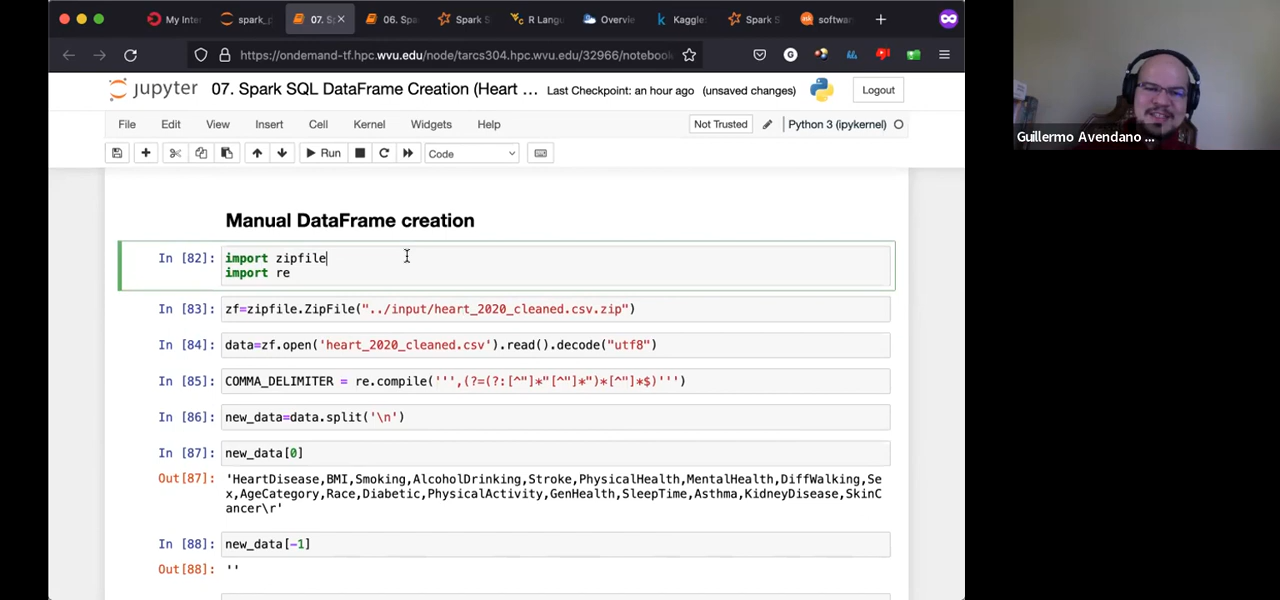 My Inte
spark_p
07. S
06. Spa
Spark S
R Langu
Overvie
Kaggle:
Spark S
softwar
https://ondemand-tf.hpc.wvu.edu/node/tarcs304.hpc.wvu.edu/32966/notebook
jupyter 07. Spark SQL DataFrame Creation (Heart ... Last Checkpoint: an hour ago (unsaved changes) Logout
File Edit View Insert Cell Kernel Widgets Help Not Trusted Python 3 (ipykernel)
Run Code
Manual DataFrame creation
In [82]: import zipfile
import re
In [83]: zf=zipfile.ZipFile("../input/heart_2020_cleaned.csv.zip")
In [84]: data=zf.open('heart_2020_cleaned.csv').read().decode("utf8")
In [85]: COMMA_DELIMITER = re.compile(''',(?=(?:[^"]*"[^"]*")*[^"]*$)''')
In [86]: new_data=data.split('\n')
In [87]: new_data[0]
Out[87]: 'HeartDisease,BMI,Smoking,AlcoholDrinking,Stroke,PhysicalHealth,MentalHealth,DiffWalking,Se
x,AgeCategory,Race,Diabetic,PhysicalActivity,GenHealth,SleepTime,Asthma,KidneyDisease,SkinC
ancer\r'
In [88]: new_data[-1]
Out[88]: ''
Guillermo Avendano ...